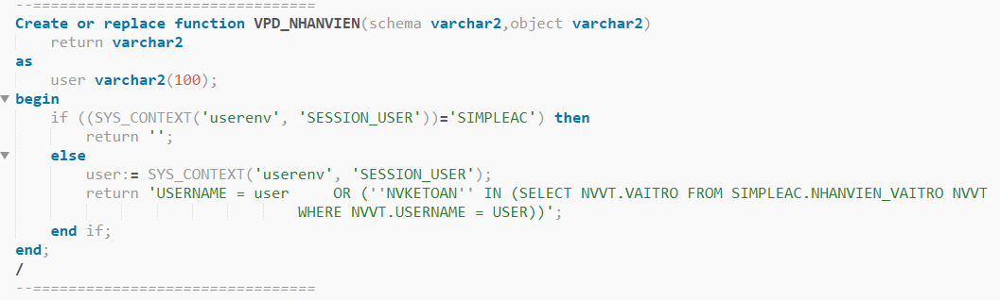 --================================
Create or replace function VPD_NHANVIEN(schema varchar2,object varchar2)
    return varchar2
as
    user varchar2(100);
begin
    if ((SYS_CONTEXT('userenv', 'SESSION_USER'))='SIMPLEAC') then
        return '';
    else
        user:= SYS_CONTEXT('userenv', 'SESSION_USER');
        return 'USERNAME = user     OR (''NVKETOAN'' IN (SELECT NVVT.VAITRO FROM SIMPLEAC.NHANVIEN_VAITRO NVVT
                                WHERE NVVT.USERNAME = USER))';
    end if;
end;
/
--================================